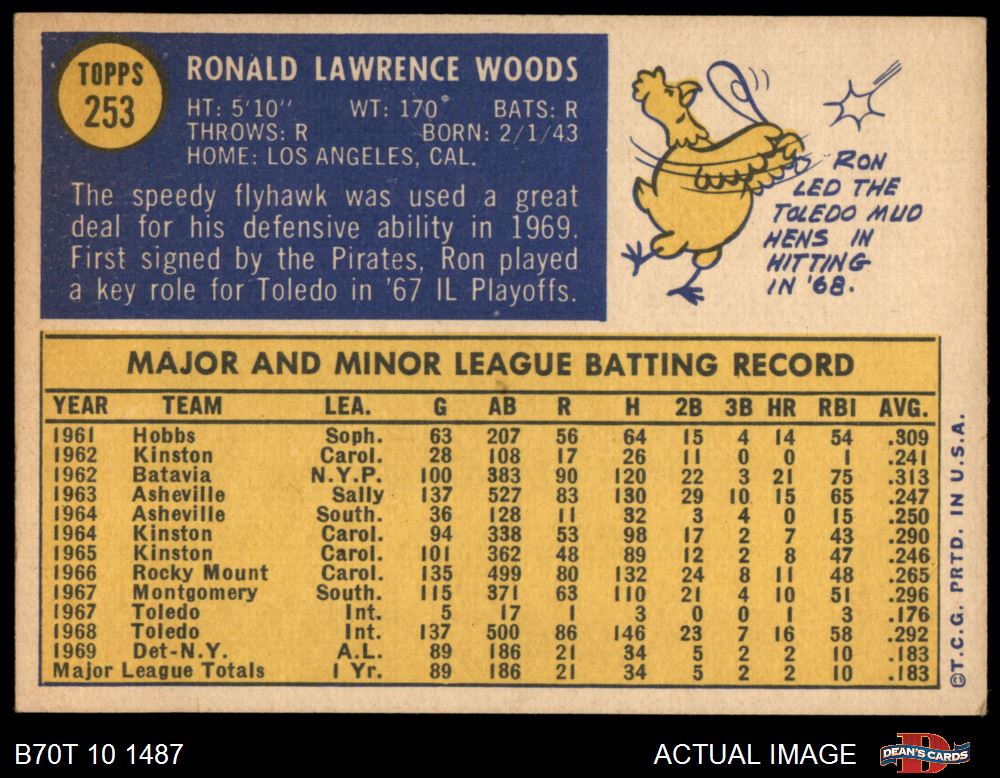 TOPPS
253
RONALD LAWRENCE WOODS
HT: 5'10" WT: 170° BATS: R
THROWS: R BORN: 2/1/43
HOME: LOS ANGELES, CAL.
The speedy flyhawk was used a great
deal for his defensive ability in 1969.
First signed by the Pirates, Ron played
a key role for Toledo in '67 IL Playoffs.
RON
LED THE
TOLEDO MUD
HENS IN
HITTING
IN '68.
MAJOR AND MINOR LEAGUE BATTING RECORD
YEAR TEAM LEA. G AB R H 2B 3B HR RBI AVG.
1961 Hobbs Soph. 63 207 56 64 15 4 14 54 .309
1962 Kinston Carol. 28 108 17 26 11 0 0 1 .241
1962 Batavia N.Y.P. 100 383 90 120 22 3 21 75 .313
1963 Asheville Sally 137 527 83 130 29 10 15 65 .247
1964 Asheville South. 36 128 11 32 3 4 0 15 .250
1964 Kinston Carol. 94 338 53 98 17 2 7 43 .290
1965 Kinston Carol. 101 362 48 89 12 2 8 47 .246
1966 Rocky Mount Carol. 135 499 80 132 24 8 11 48 .265
1967 Montgomery South. 115 371 63 110 21 4 10 51 .296
1967 Toledo Int. 5 17 1 3 0 0 1 3 .176
1968 Toledo Int. 137 500 86 146 23 7 16 58 .292
1969 Det-N.Y. A.L. 89 186 21 34 5 2 2 10 .183
Major League Totals 1 Yr. 89 186 21 34 5 2 2 10 .183
©T.C.G. PRTD. IN U.S.A.
B70T 10 1487
ACTUAL IMAGE
D
DEAN'S CARDS